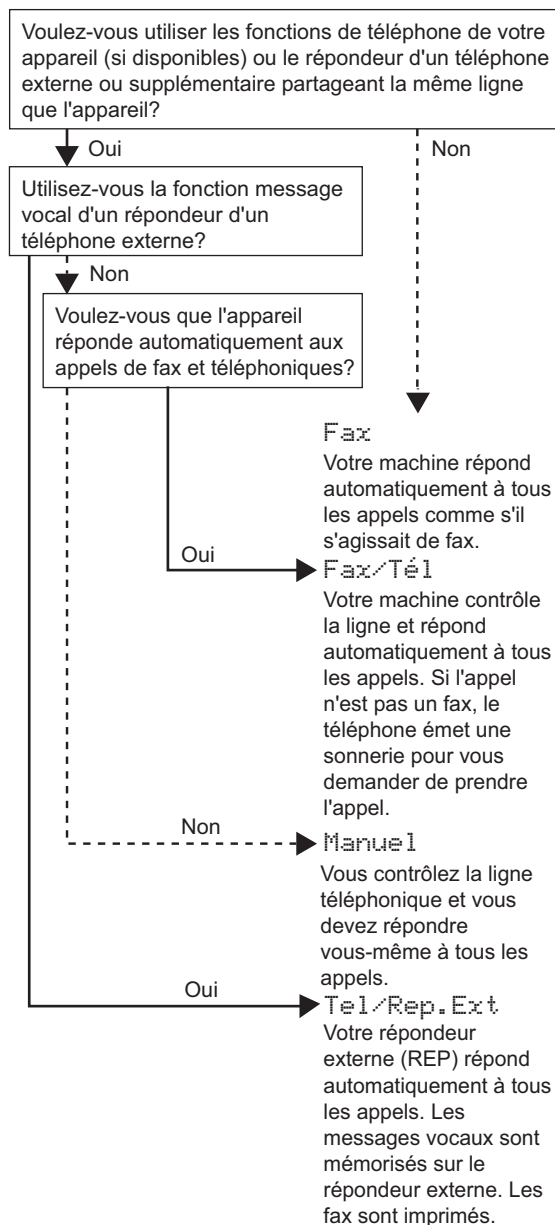 Voulez-vous utiliser les fonctions de téléphone de votre
appareil (si disponibles) ou le répondeur d'un téléphone
externe ou supplémentaire partageant la même ligne
que l'appareil?
Oui
Non
Utilisez-vous la fonction message
vocal d'un répondeur d'un
téléphone externe?
Non
Voulez-vous que l'appareil
réponde automatiquement aux
appels de fax et téléphoniques?
Fax
Votre machine répond
automatiquement à tous
les appels comme s'il
s'agissait de fax.
Oui
Fax/Tél
Votre machine contrôle
la ligne et répond
automatiquement à tous
les appels. Si l'appel
n'est pas un fax, le
téléphone émet une
sonnerie pour vous
demander de prendre
l'appel.
Non
Manuel
Vous contrôlez la ligne
téléphonique et vous
devez répondre
vous-même à tous les
appels.
Oui
Tel/Rep.Ext
Votre répondeur
externe (REP) répond
automatiquement à tous
les appels. Les
messages vocaux sont
mémorisés sur le
répondeur externe. Les
fax sont imprimés.